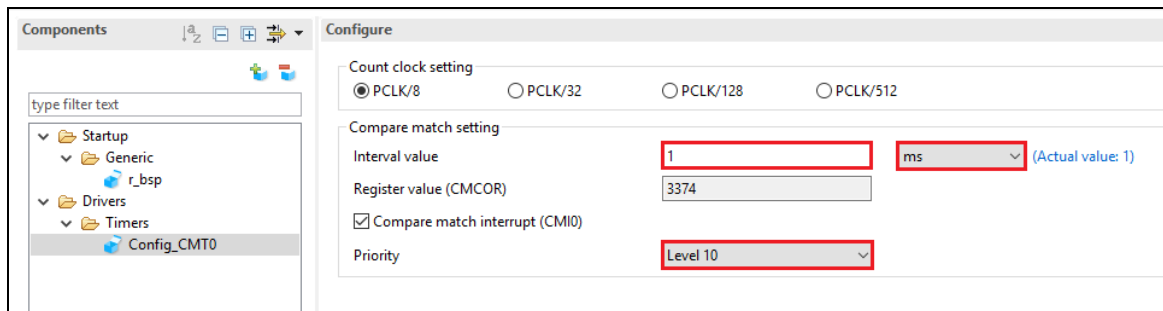 Components
Configure
type filter text
Startup
Generic
r_bsp
Drivers
Timers
Config_CMT0
Count clock setting
PCLK/8 PCLK/32 PCLK/128 PCLK/512
Compare match setting
Interval value 1 ms (Actual value: 1)
Register value (CMCOR) 3374
Compare match interrupt (CMI0)
Priority Level 10